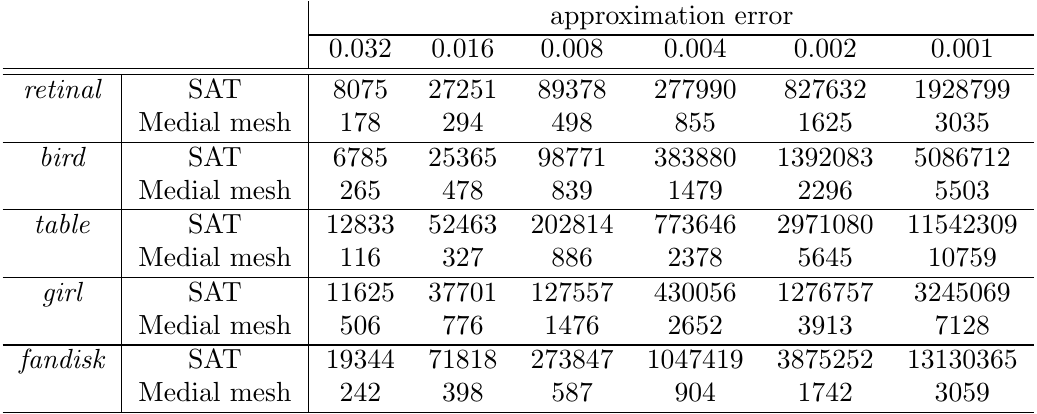 approximation error
0.032 0.016 0.008 0.004 0.002 0.001
retinal SAT 8075 27251 89378 277990 827632 1928799
Medial mesh 178 294 498 855 1625 3035
bird SAT 6785 25365 98771 383880 1392083 5086712
Medial mesh 265 478 839 1479 2296 5503
table SAT 12833 52463 202814 773646 2971080 11542309
Medial mesh 116 327 886 2378 5645 10759
girl SAT 11625 37701 127557 430056 1276757 3245069
Medial mesh 506 776 1476 2652 3913 7128
fandisk SAT 19344 71818 273847 1047419 3875252 13130365
Medial mesh 242 398 587 904 1742 3059